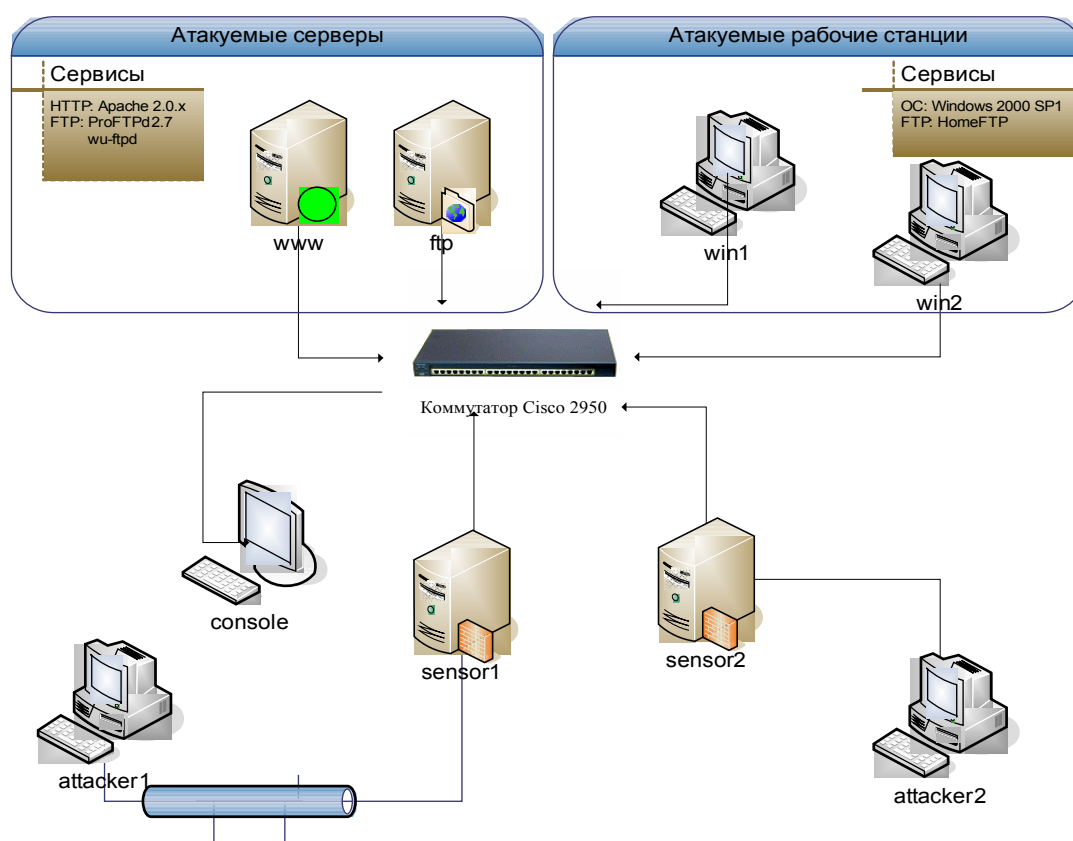 Атакуемые серверы
Атакуемые рабочие станции
Сервисы
HTTP: Apache 2.0.x
FTP: ProFTPd2.7
wu-ftpd
Сервисы
ОС: Windows 2000 SP1
FTP: HomeFTP
www
ftp
win1
win2
Коммутатор Cisco 2950
console
sensor1
sensor2
attacker1
attacker2